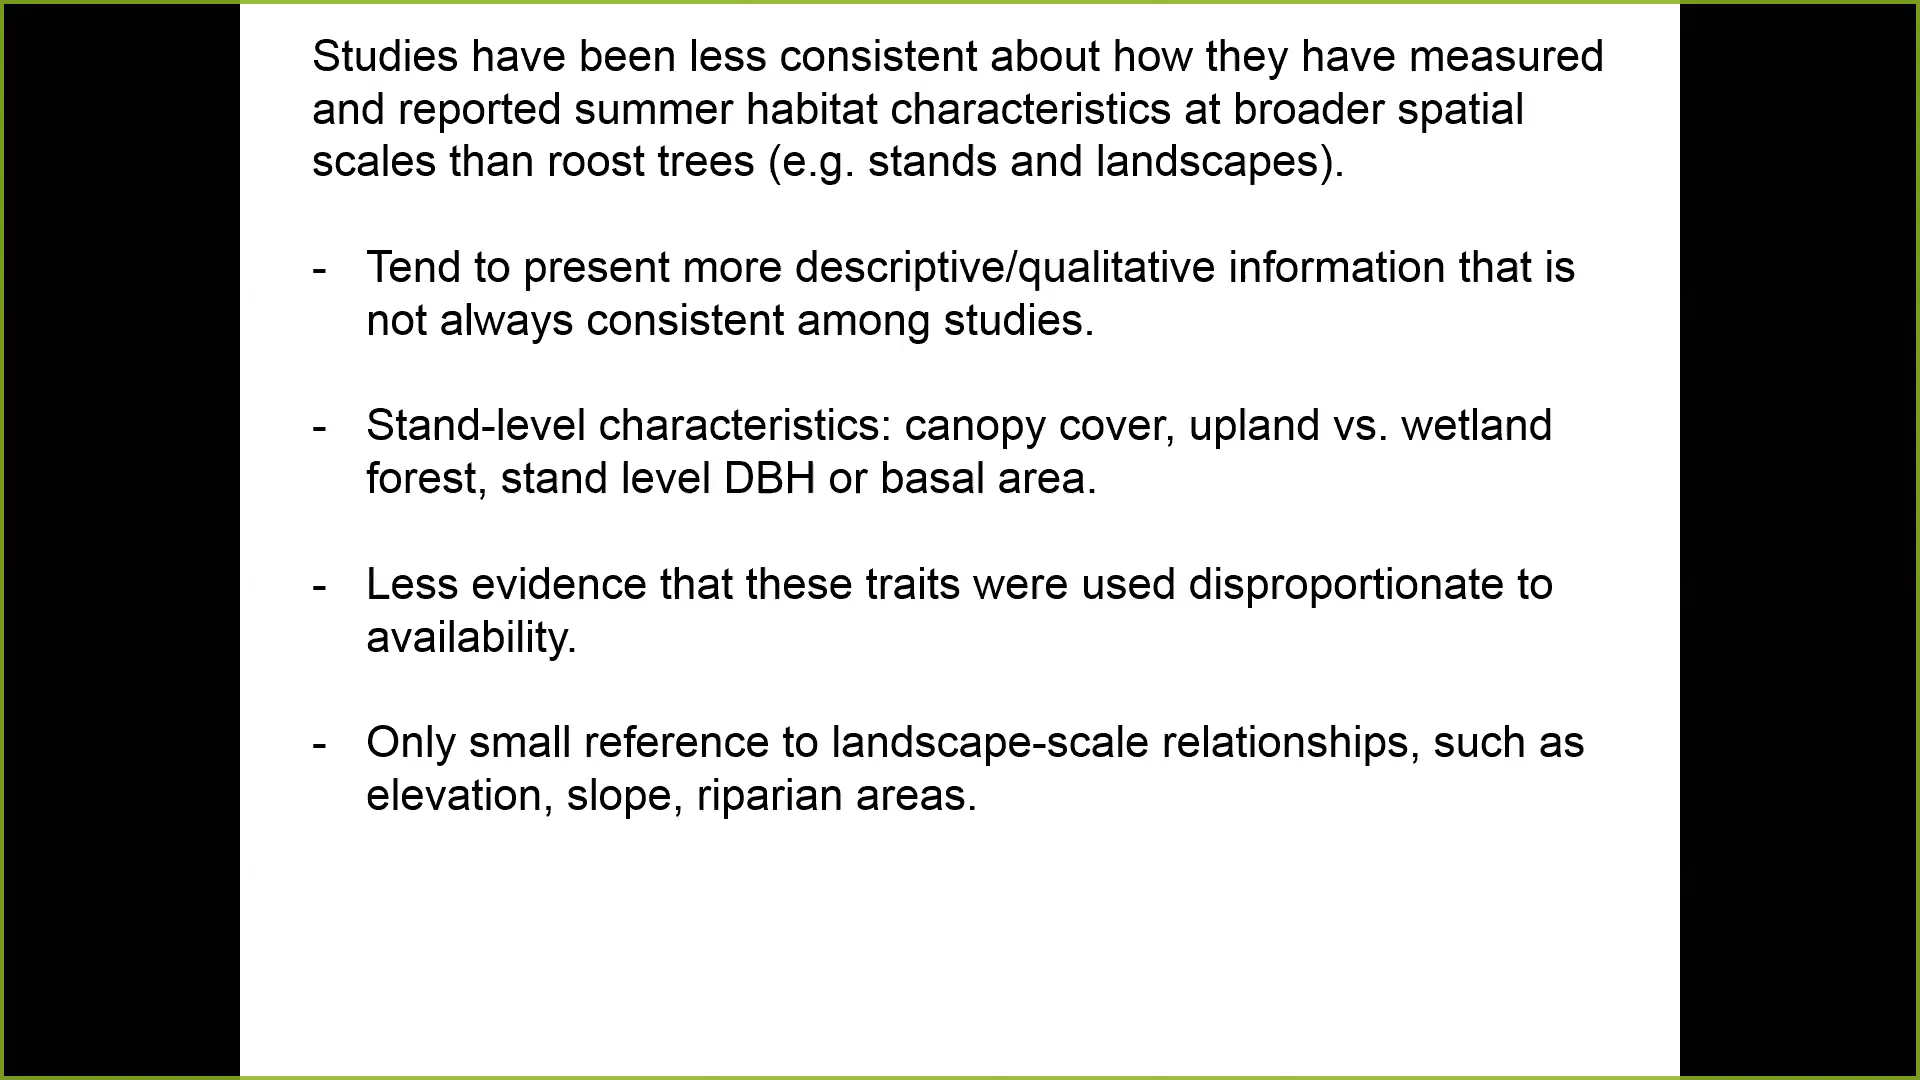 Studies have been less consistent about how they have measured
and reported summer habitat characteristics at broader spatial
scales than roost trees (e.g. stands and landscapes).
- Tend to present more descriptive/qualitative information that is
not always consistent among studies.
- Stand-level characteristics: canopy cover, upland vs. wetland
forest, stand level DBH or basal area.
- Less evidence that these traits were used disproportionate to
availability.
- Only small reference to landscape-scale relationships, such as
elevation, slope, riparian areas.